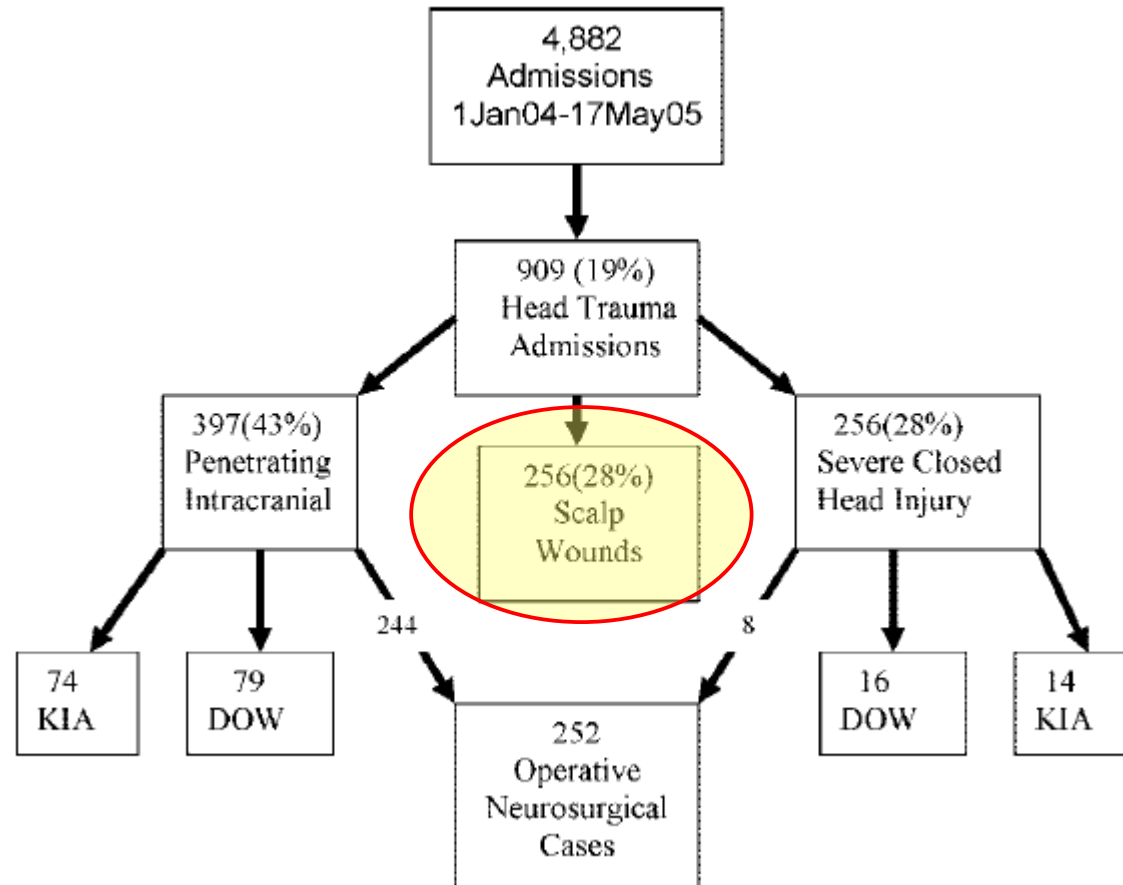 4,882
Admissions
1Jan04-17May05
909 (19%)
Head Trauma
Admissions
397(43%)
Penetrating
Intracranial
256(28%)
Scalp
Wounds
256(28%)
Severe Closed
Head Injury
244
8
74
KIA
79
DOW
252
Operative
Neurosurgical
Cases
16
DOW
14
KIA